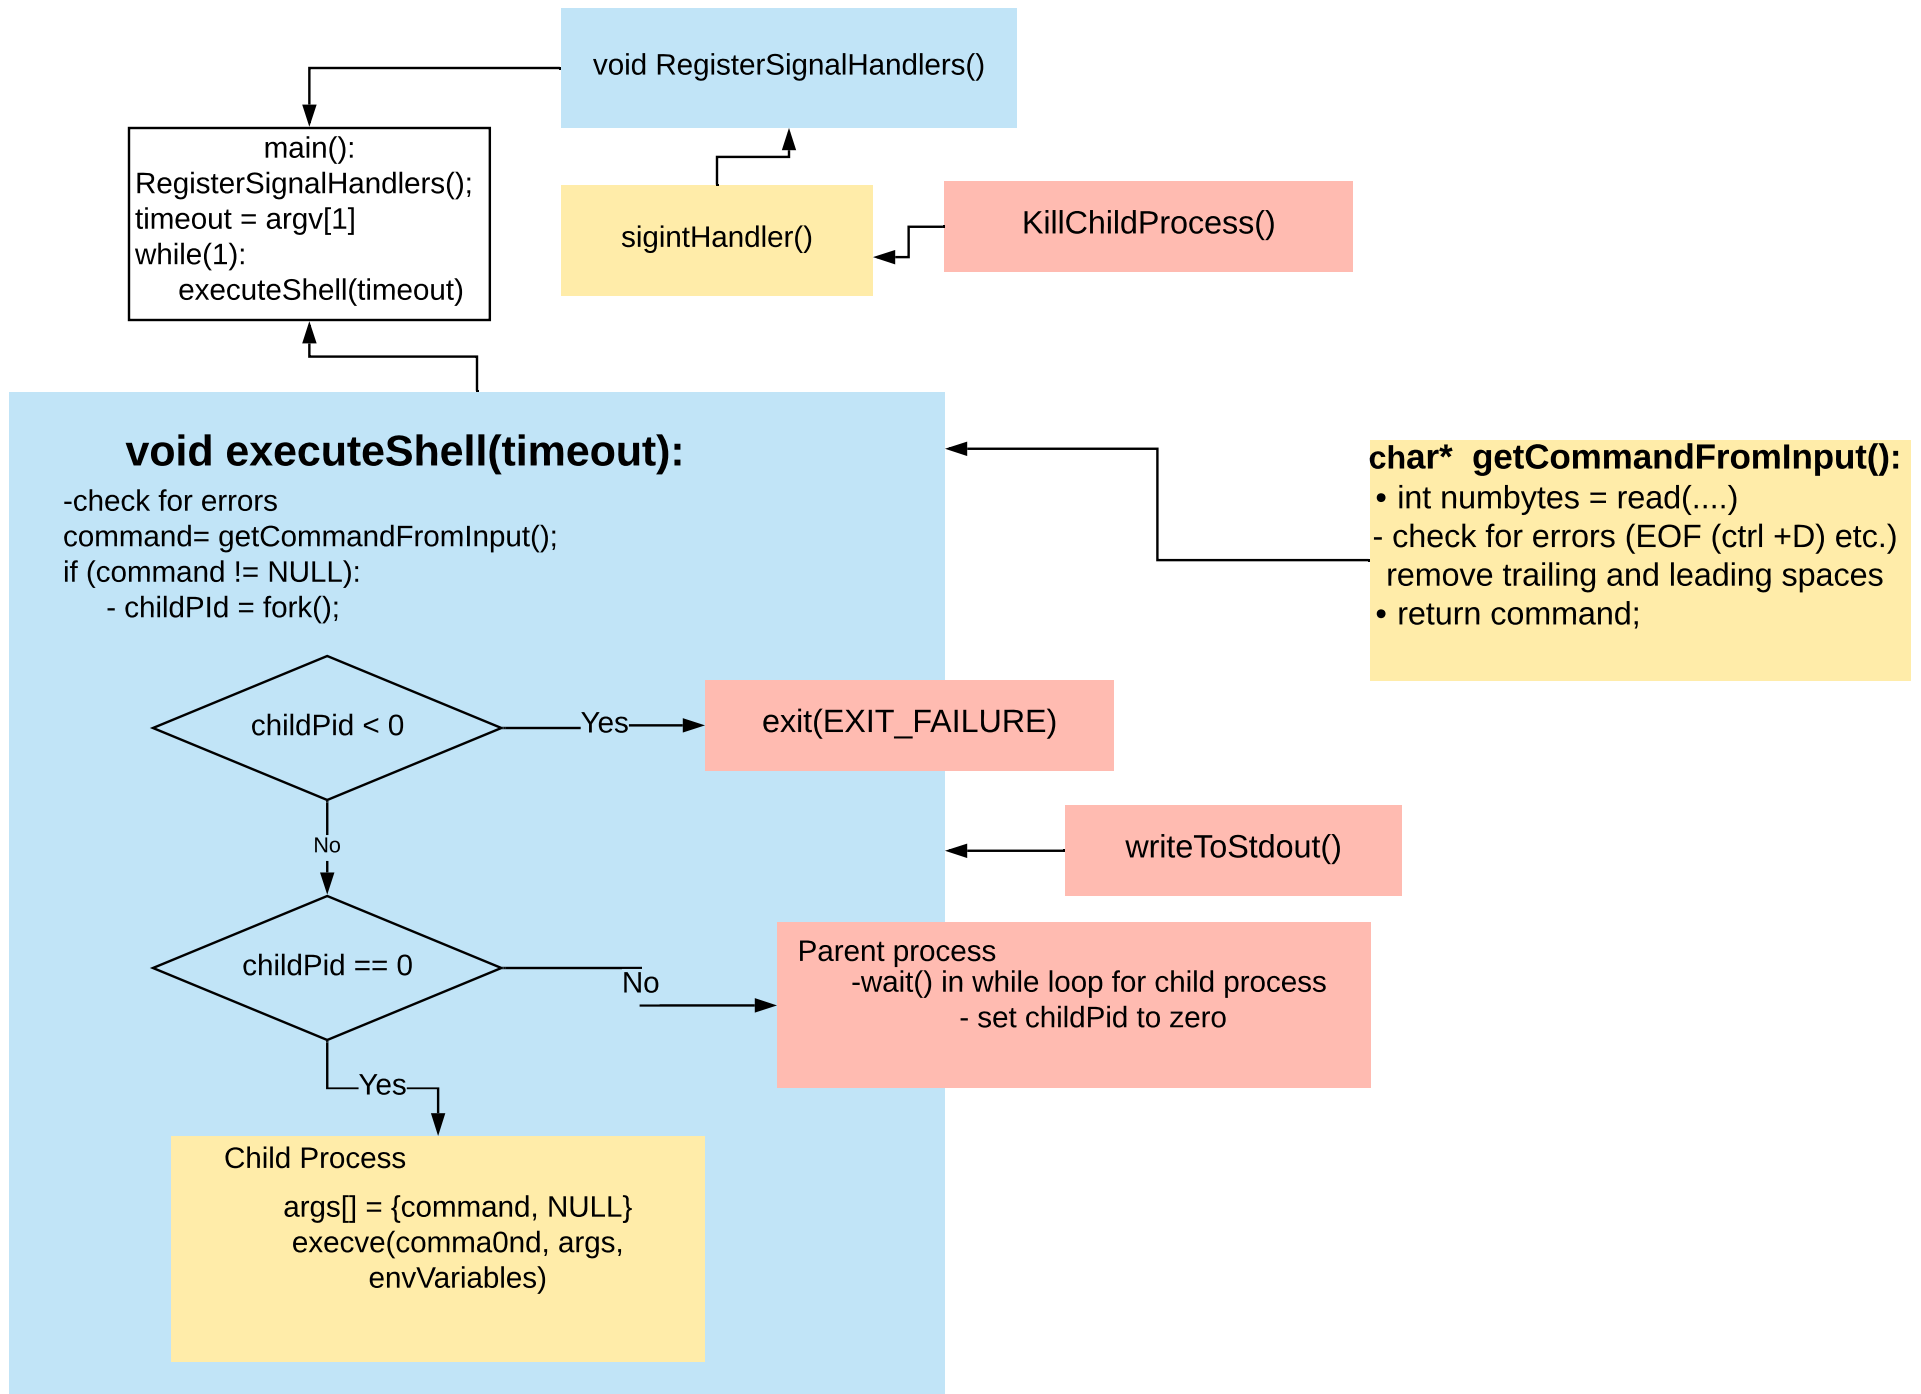 void RegisterSignalHandlers()
main():
RegisterSignalHandlers();
timeout = argv[1]
while(1):
executeShell(timeout)
sigintHandler()
KillChildProcess()
void executeShell(timeout):
-check for errors
command= getCommandFromInput();
if (command != NULL):
- childPId = fork();
char* getCommandFromInput():
• int numbytes = read(....)
- check for errors (EOF (ctrl +D) etc.)
remove trailing and leading spaces
• return command;
childPid < 0
Yes
exit(EXIT_FAILURE)
No
writeToStdout()
childPid == 0
No
Parent process
-wait() in while loop for child process
- set childPid to zero
Yes
Child Process
args[] = {command, NULL}
execve(comma0nd, args,
envVariables)